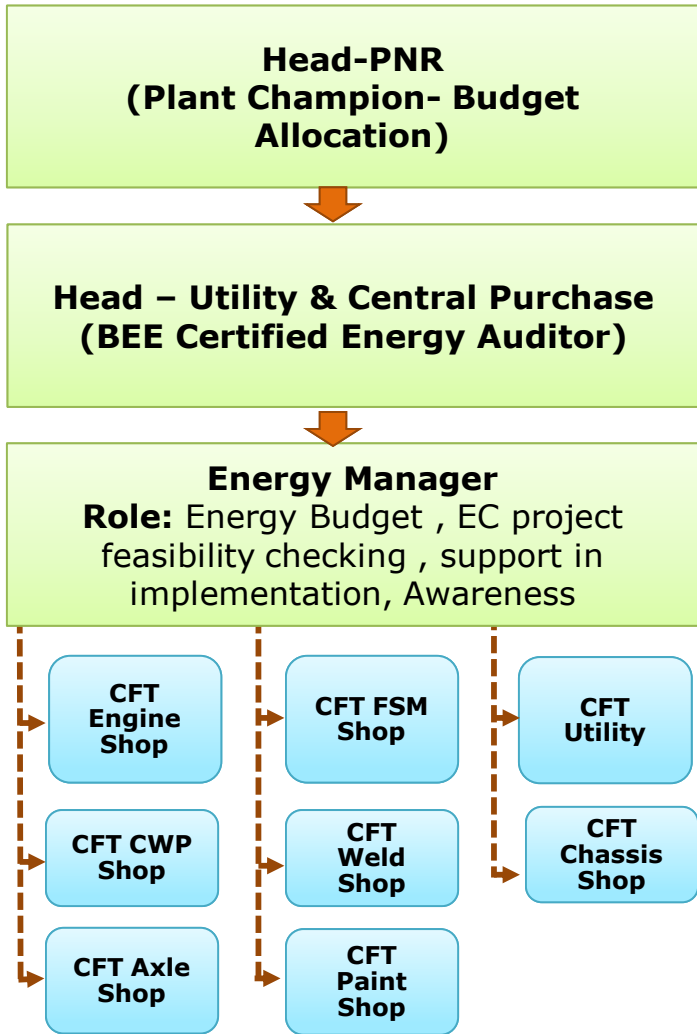 Head-PNR
(Plant Champion- Budget
Allocation)
Head – Utility & Central Purchase
(BEE Certified Energy Auditor)
Energy Manager
Role: Energy Budget , EC project
feasibility checking , support in
implementation, Awareness
CFT
Engine
Shop
CFT FSM
Shop
CFT
Utility
CFT CWP
Shop
CFT
Weld
Shop
CFT
Chassis
Shop
CFT Axle
Shop
CFT
Paint
Shop